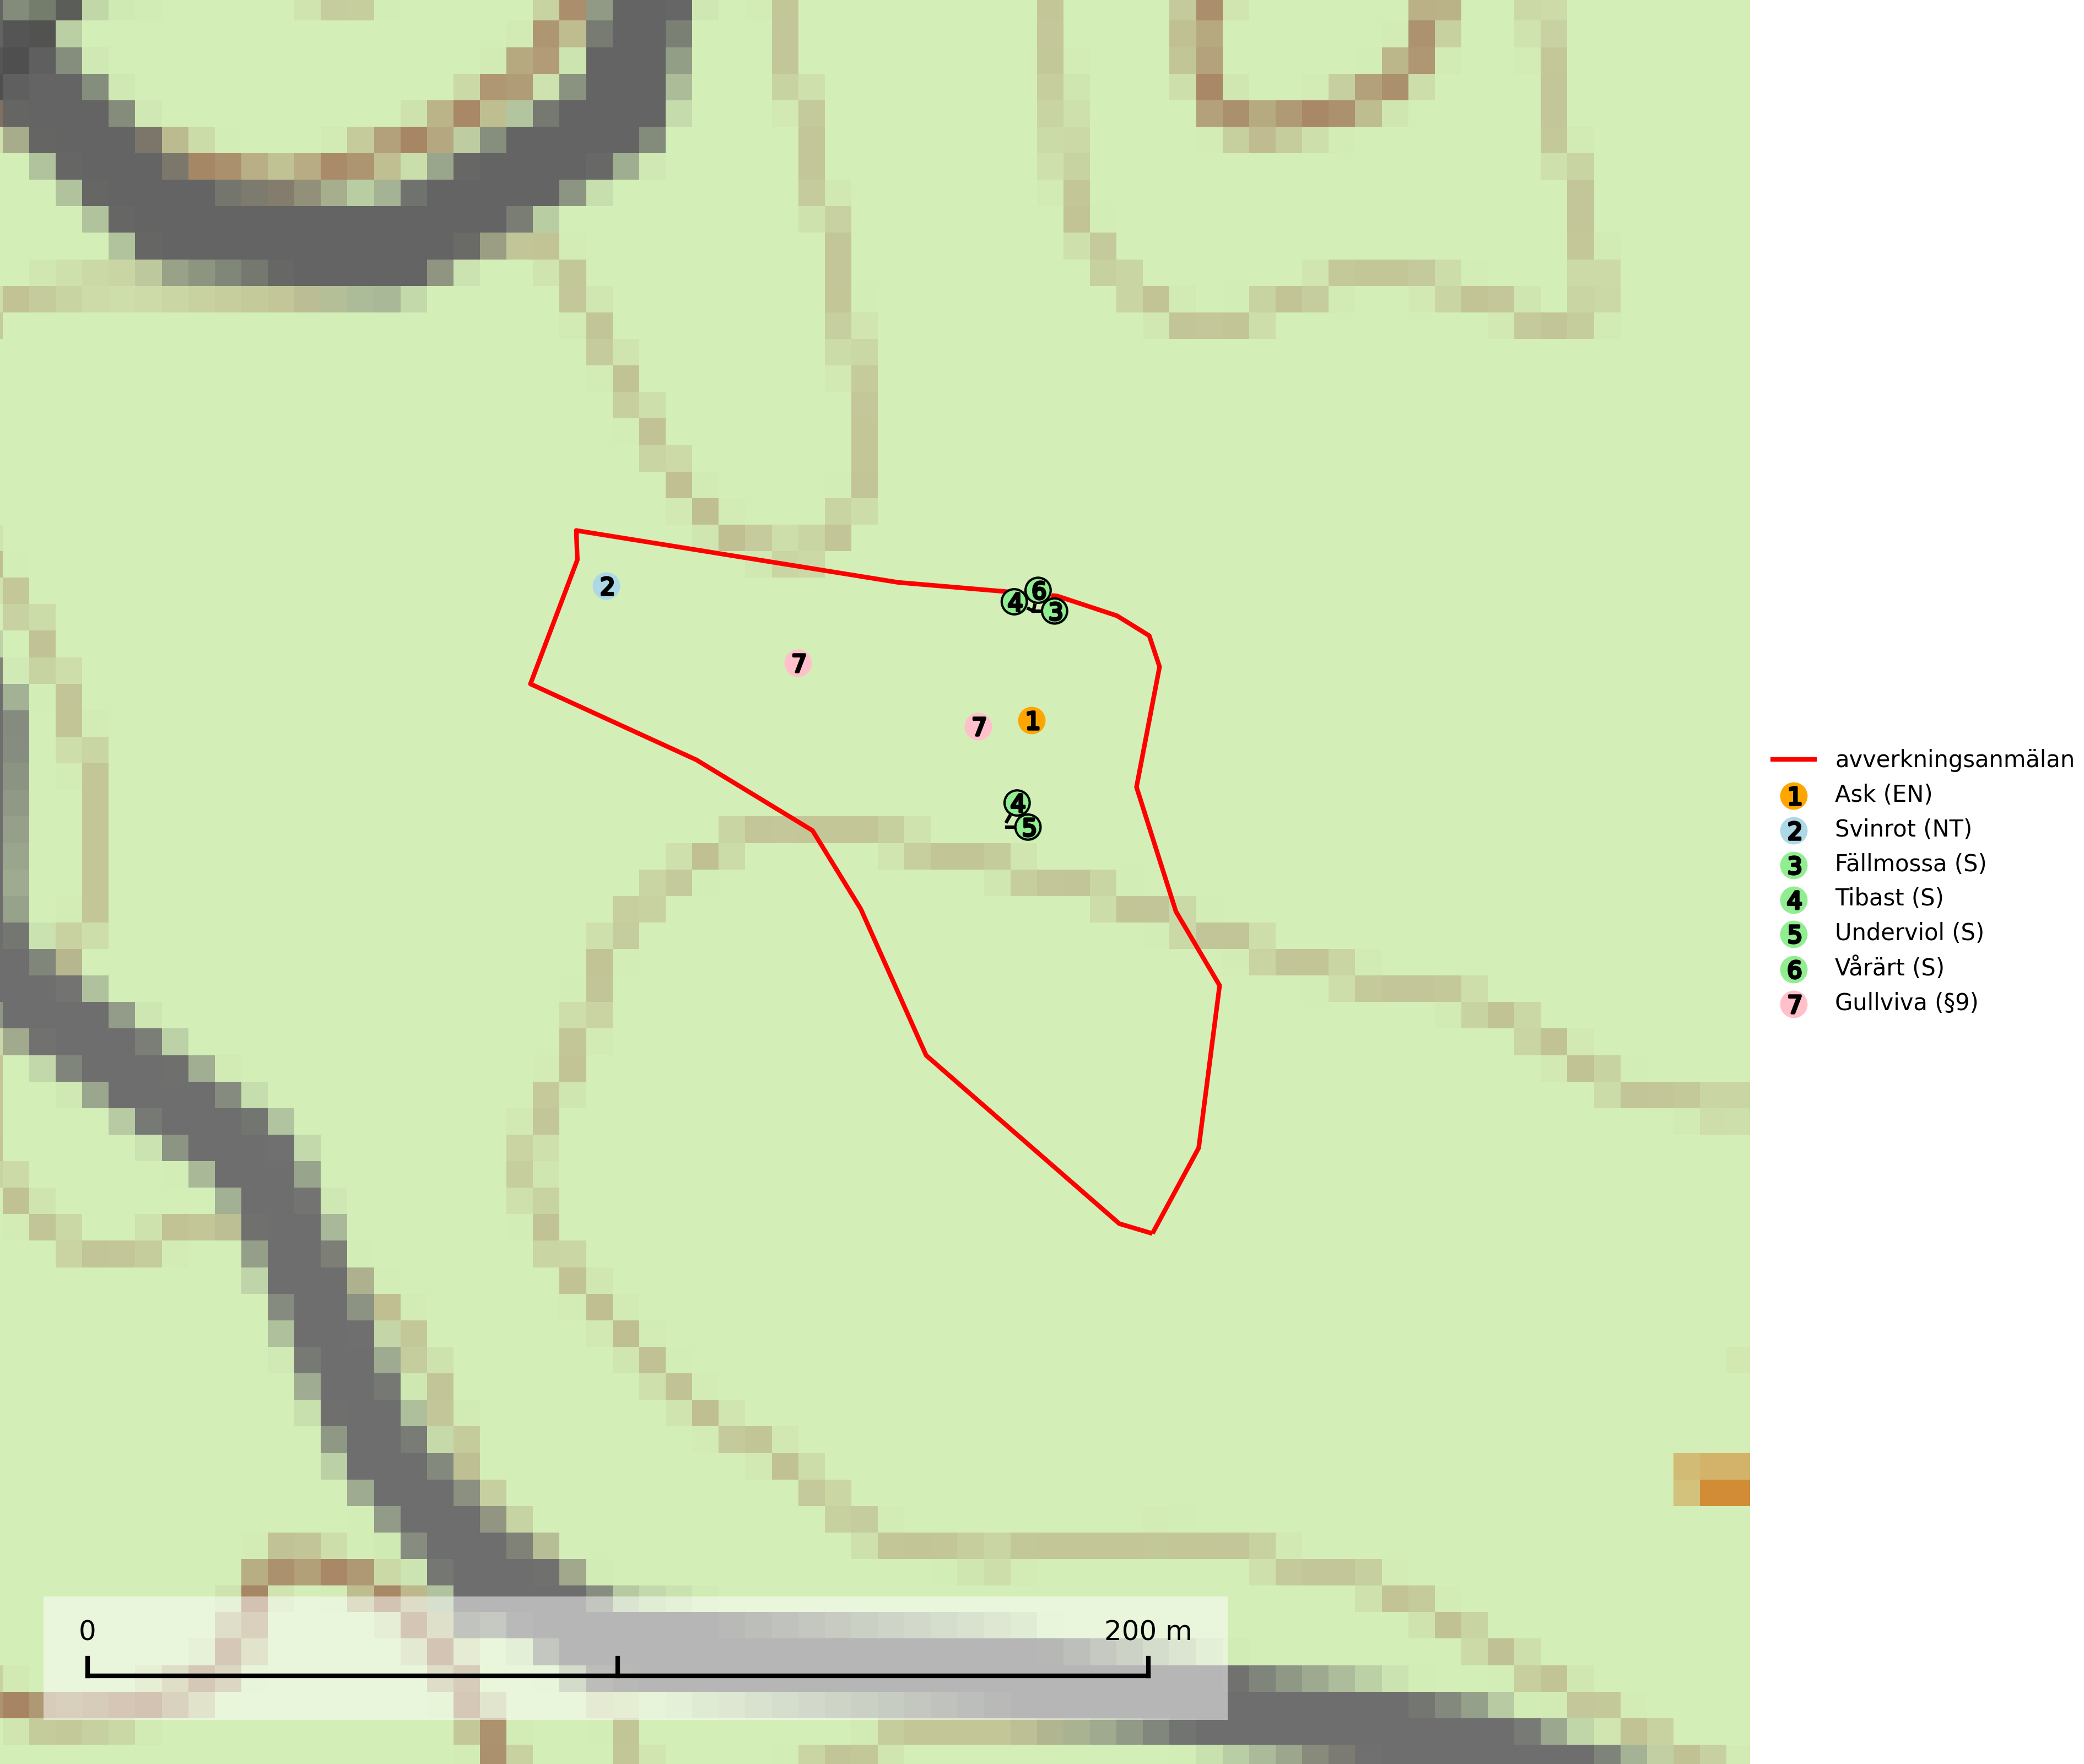 6
4
3
2
7
1
7
4
5
avverkningsanmälan
1 Ask (EN)
2 Svinrot (NT)
3 Fällmossa (S)
4 Tibast (S)
5 Underviol (S)
6 Vårärt (S)
7 Gullviva (§9)
0 200 m